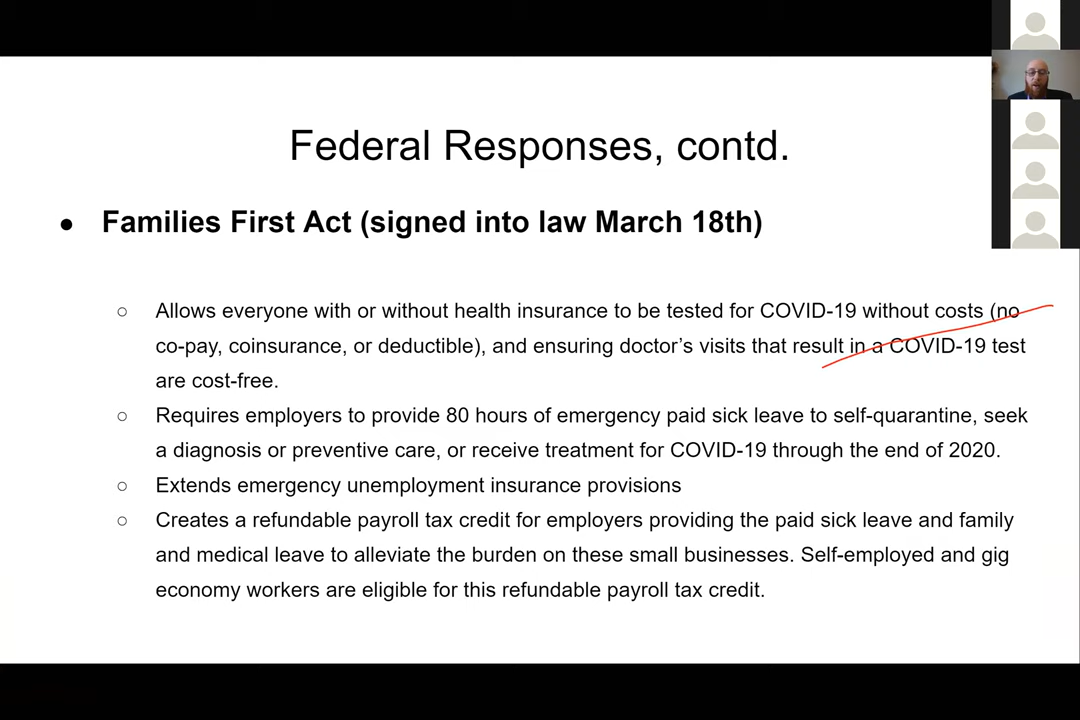 Federal Responses, contd.
● Families First Act (signed into law March 18th)
○ Allows everyone with or without health insurance to be tested for COVID-19 without costs (no
co-pay, coinsurance, or deductible), and ensuring doctor's visits that result in a COVID-19 test
are cost-free.
○ Requires employers to provide 80 hours of emergency paid sick leave to self-quarantine, seek
a diagnosis or preventive care, or receive treatment for COVID-19 through the end of 2020.
○ Extends emergency unemployment insurance provisions
○ Creates a refundable payroll tax credit for employers providing the paid sick leave and family
and medical leave to alleviate the burden on these small businesses. Self-employed and gig
economy workers are eligible for this refundable payroll tax credit.